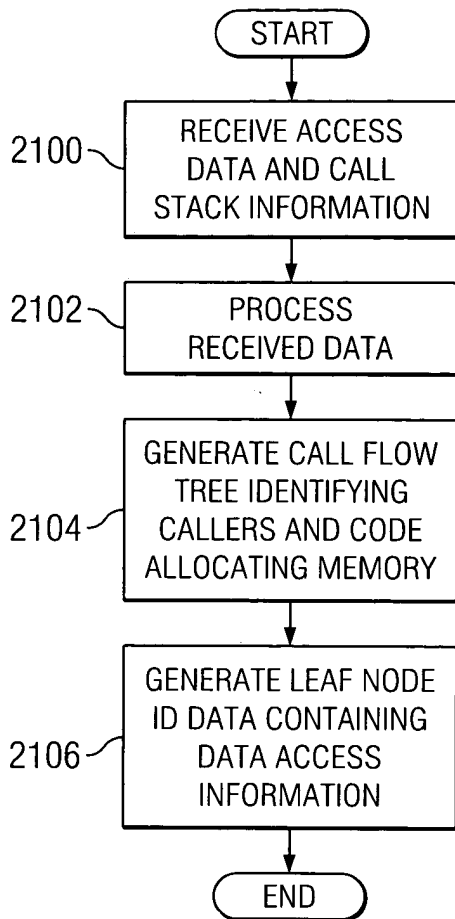 START
2100
RECEIVE ACCESS
DATA AND CALL
STACK INFORMATION
2102
PROCESS
RECEIVED DATA
2104
GENERATE CALL FLOW
TREE IDENTIFYING
CALLERS AND CODE
ALLOCATING MEMORY
2106
GENERATE LEAF NODE
ID DATA CONTAINING
DATA ACCESS
INFORMATION
END